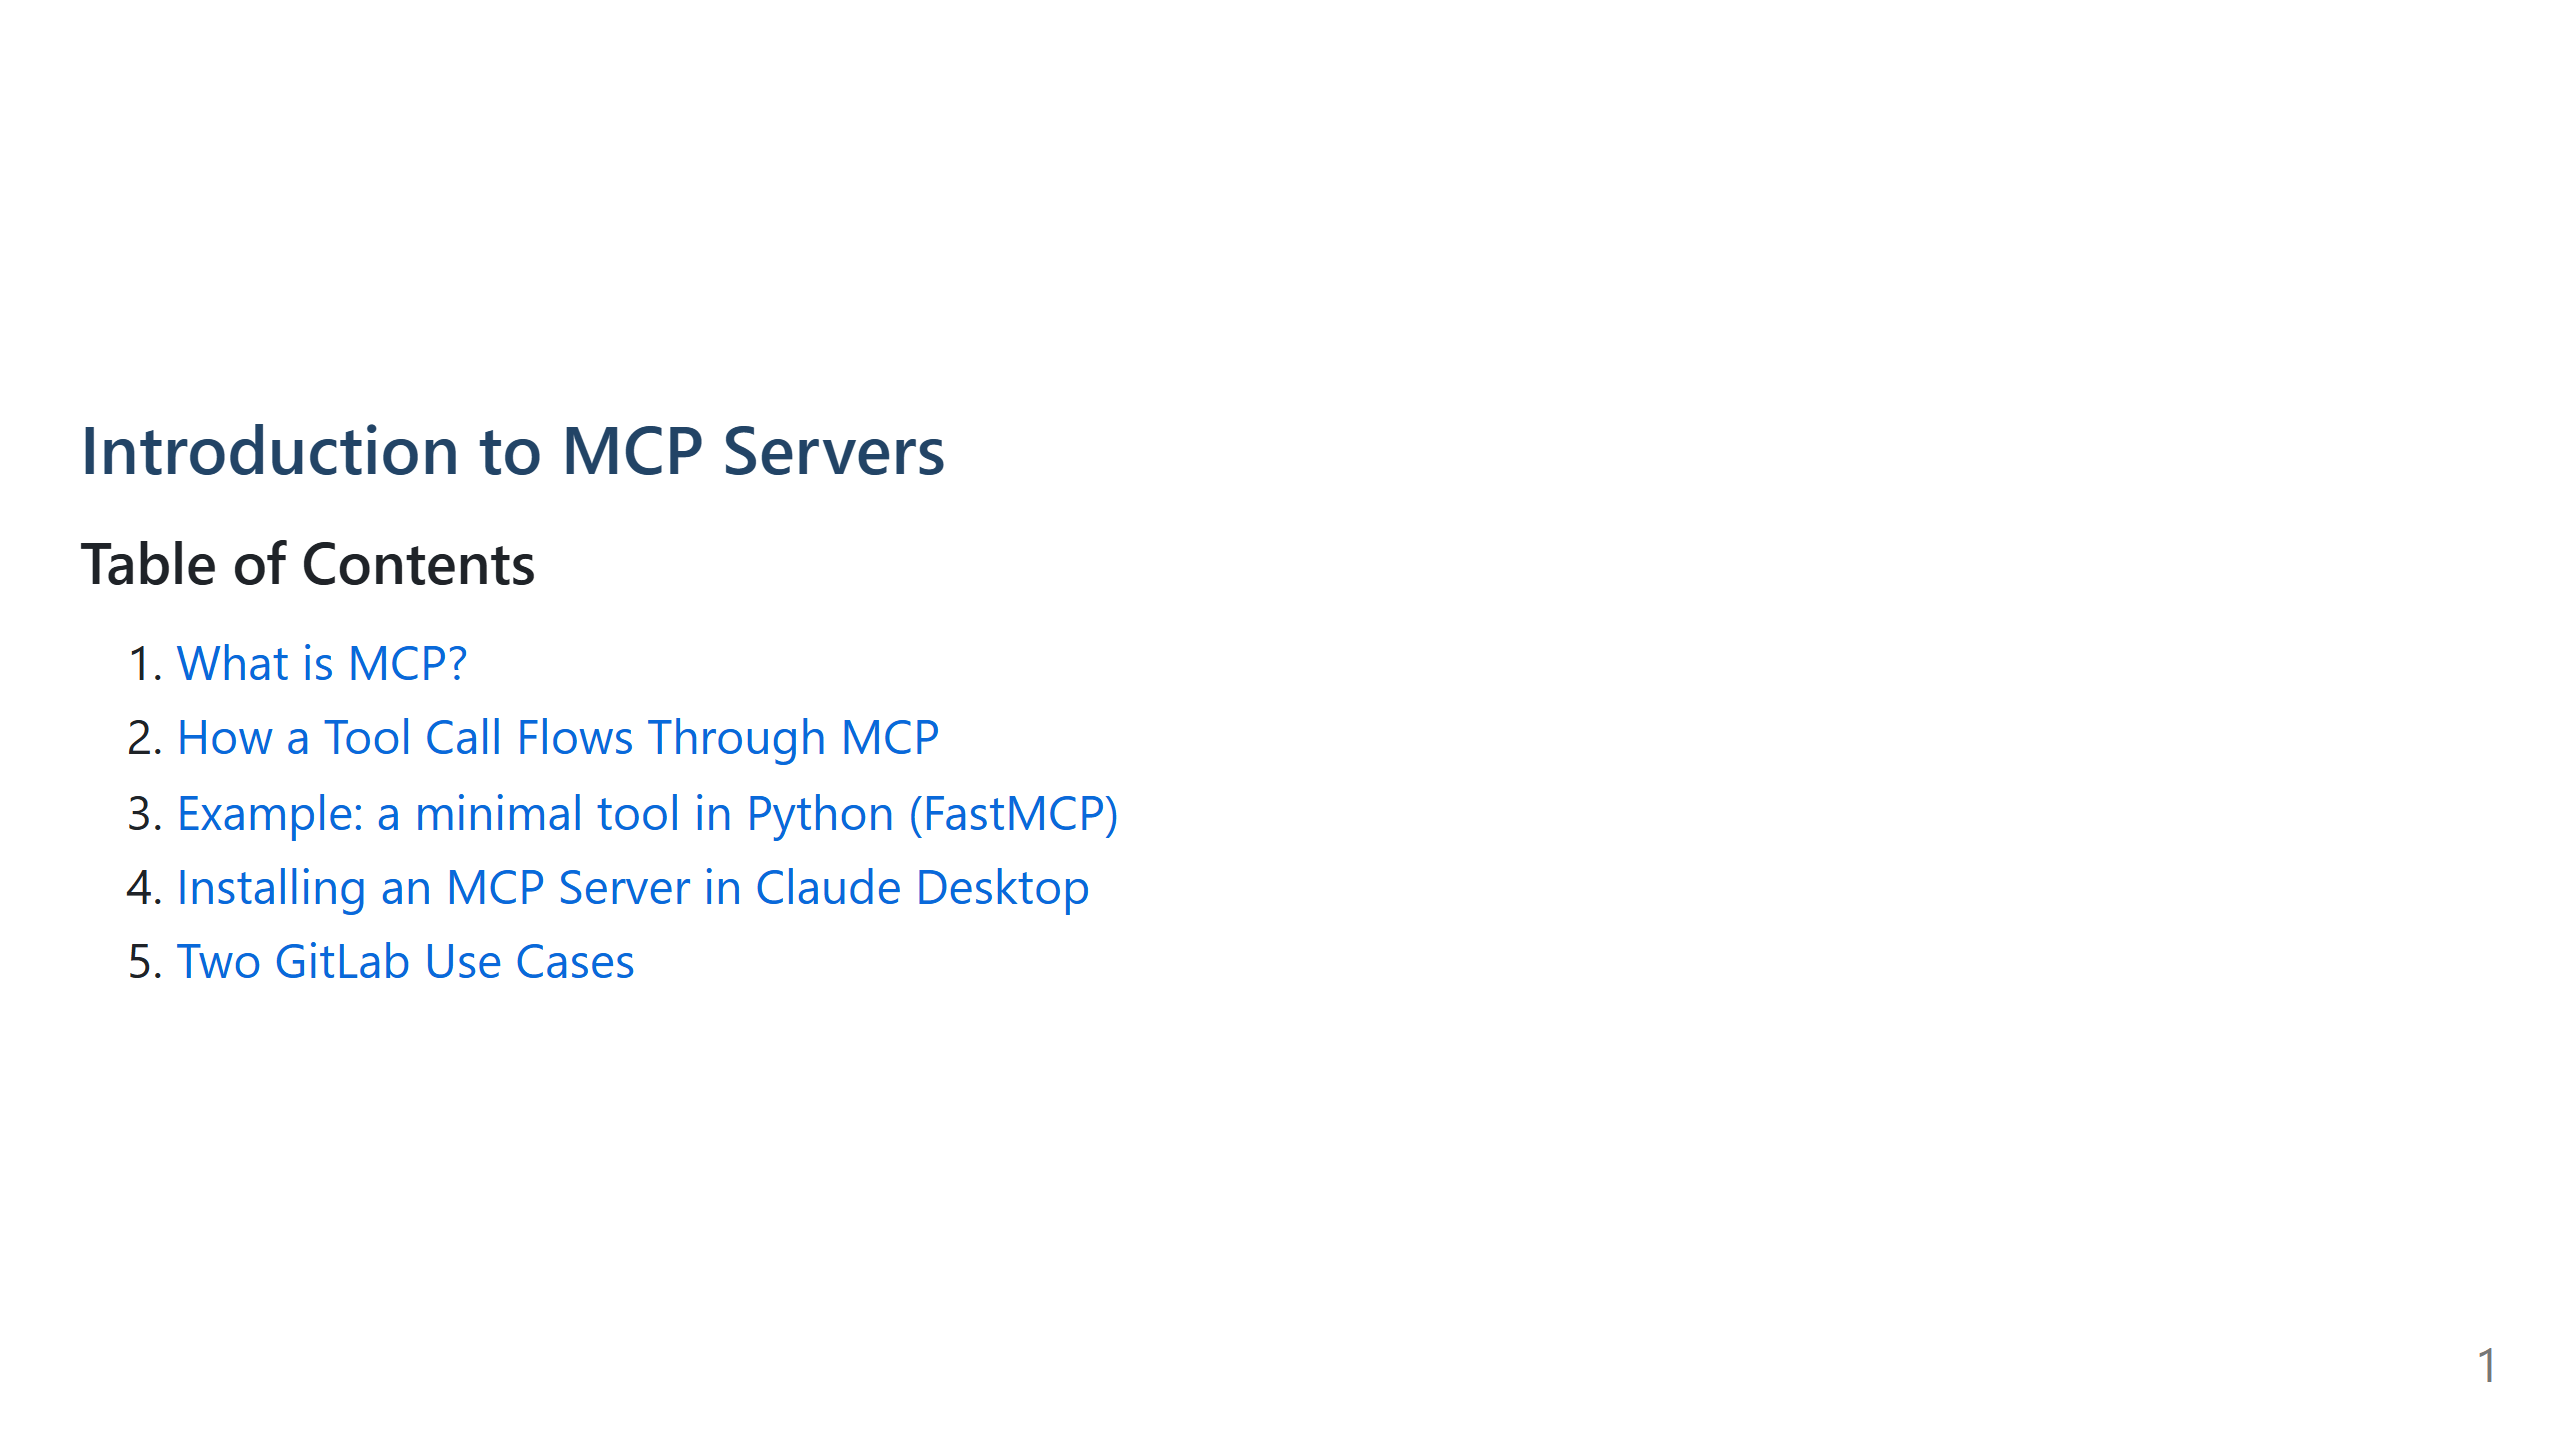 Introduction to MCP Servers
Table of Contents
1. What is MCP?
2. How a Tool Call Flows Through MCP
3. Example: a minimal tool in Python (FastMCP)
4. Installing an MCP Server in Claude Desktop
5. Two GitLab Use Cases
1